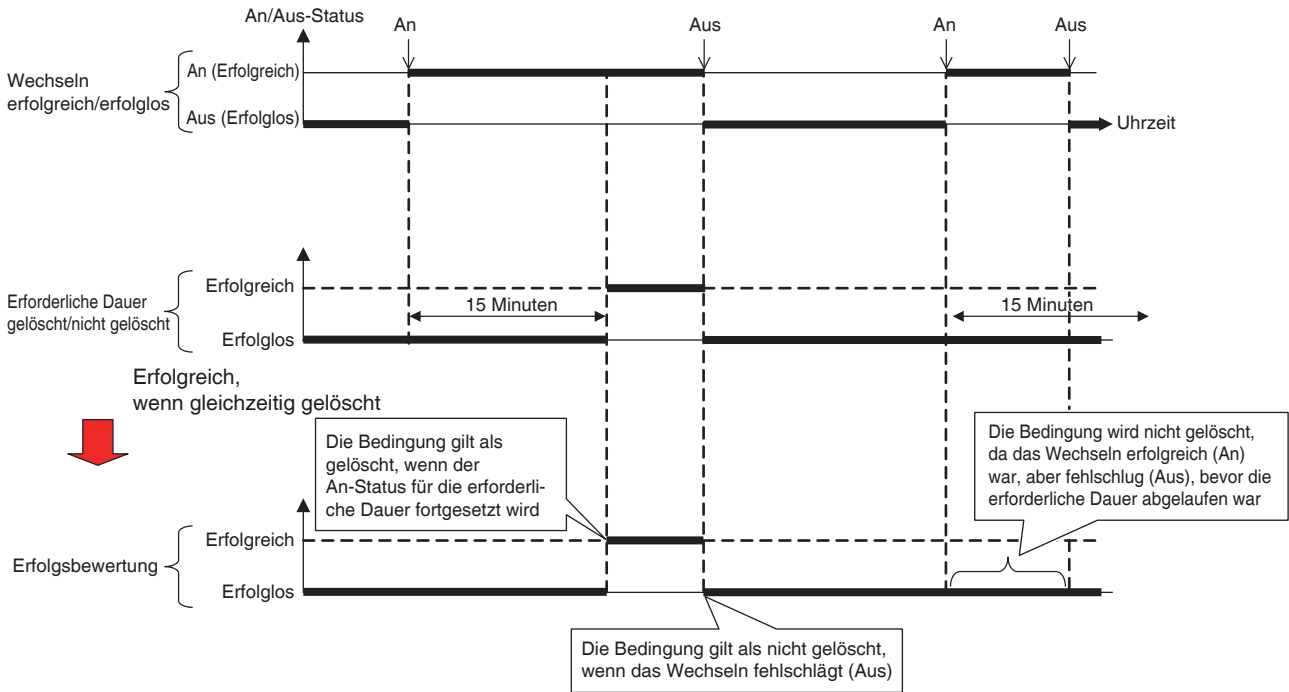 An/Aus-Status
An
Aus
An
Aus
Wechseln
erfolgreich/erfolglos
An (Erfolgreich)
Aus (Erfolglos)
Uhrzeit
Erforderliche Dauer
gelöscht/nicht gelöscht
Erfolgreich
15 Minuten
15 Minuten
Erfolglos
Erfolgreich,
wenn gleichzeitig gelöscht
Die Bedingung gilt als
gelöscht, wenn der
An-Status für die erforderli-
che Dauer fortgesetzt wird
Die Bedingung wird nicht gelöscht,
da das Wechseln erfolgreich (An)
war, aber fehlschlug (Aus), bevor die
erforderliche Dauer abgelaufen war
Erfolgsbewertung
Erfolgreich
Erfolglos
Die Bedingung gilt als nicht gelöscht,
wenn das Wechseln fehlschlägt (Aus)